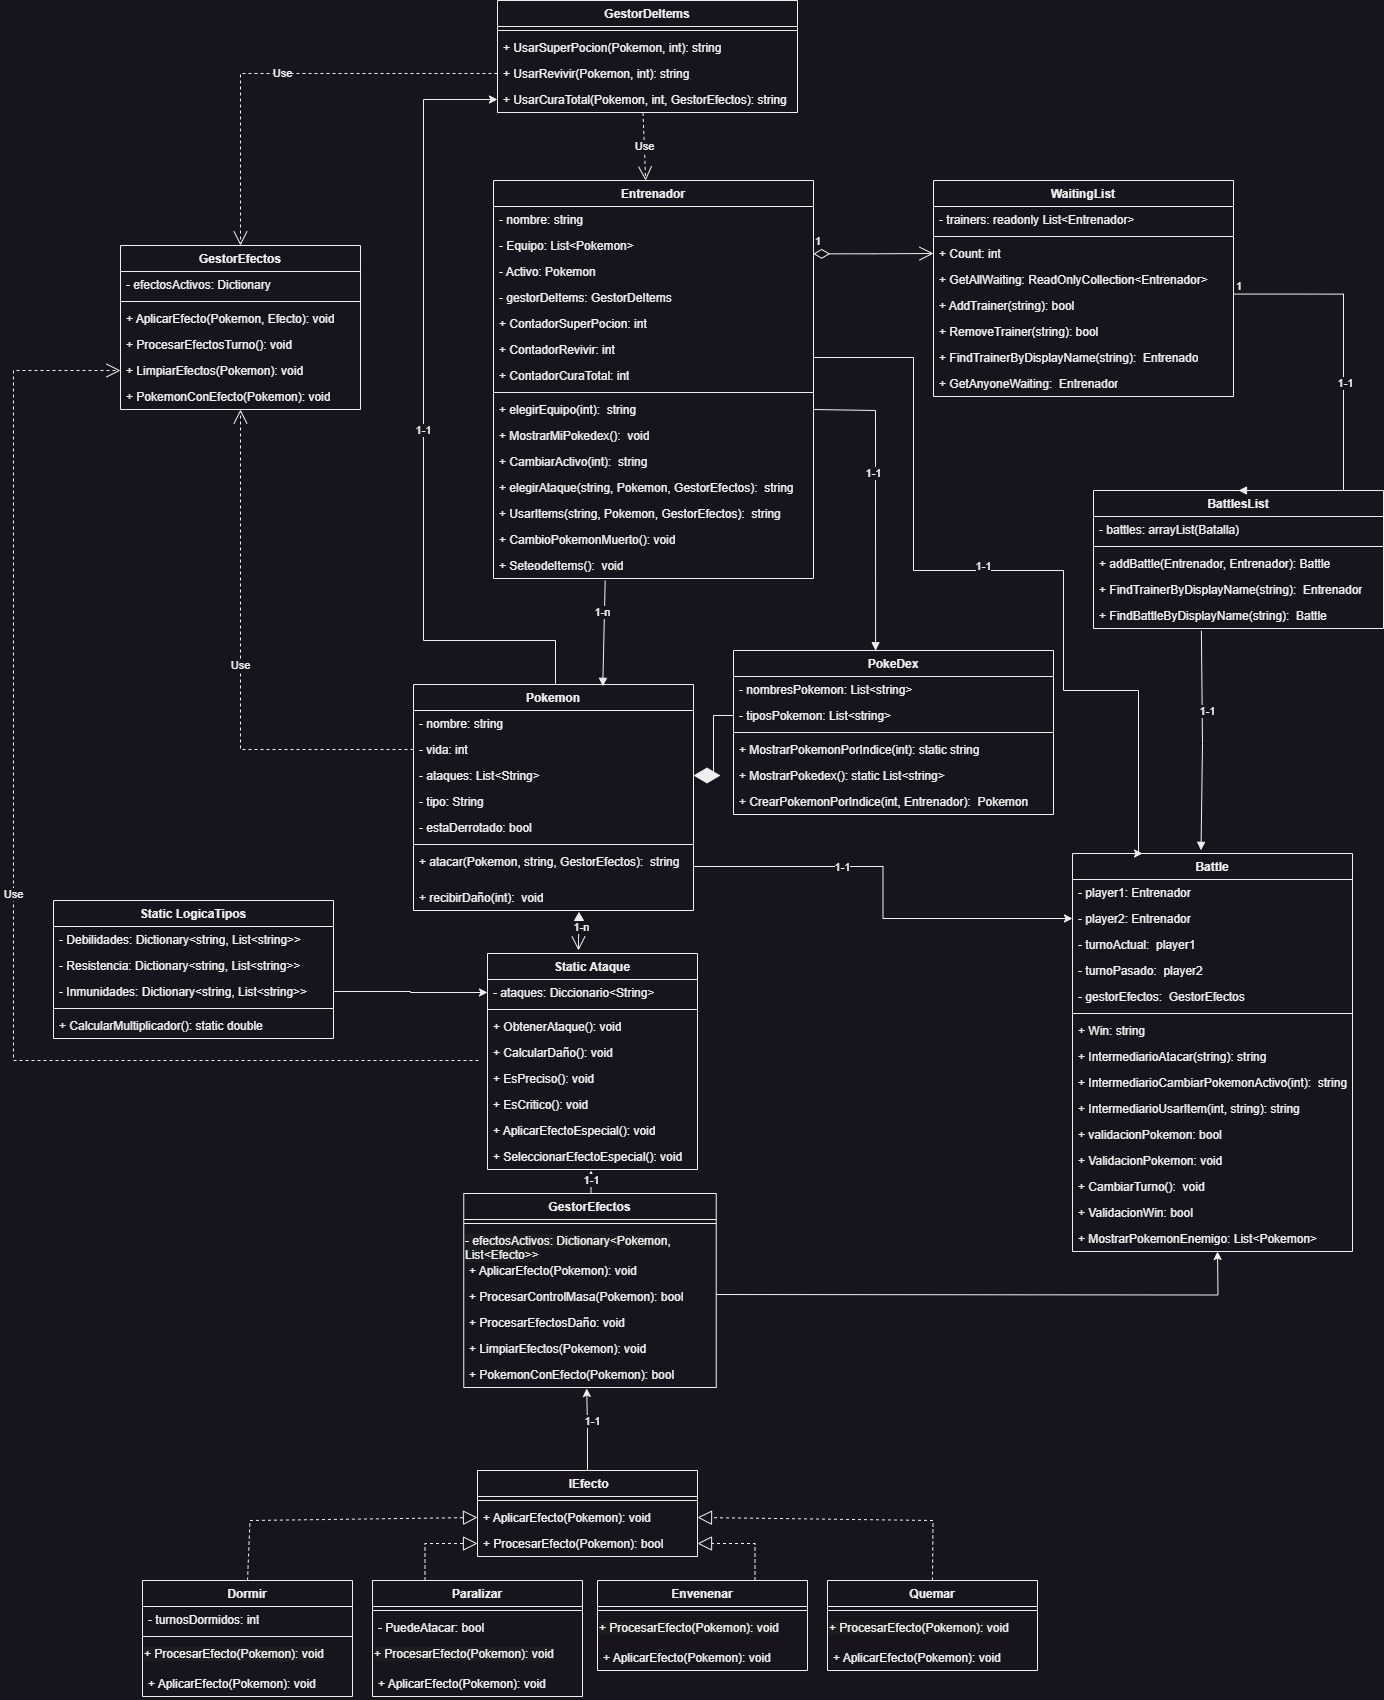 GestorDeItems
+ UsarSuperPocion(Pokemon, int): string
+ UsarRevivir(Pokemon, int): string
+ UsarCuraTotal(Pokemon, int, GestorEfectos): string
Use
Use
Entrenador
- nombre: string
- Equipo: List<Pokemon>
- Activo: Pokemon
- gestorDeItems: GestorDeItems
+ ContadorSuperPocion: int
+ ContadorRevivir: int
+ ContadorCuraTotal: int
+ elegirEquipo(int): string
+ MostrarMiPokedex(): void
+ CambiarActivo(int): string
+ elegirAtaque(string, Pokemon, GestorEfectos): string
+ UsarItems(string, Pokemon, GestorEfectos): string
+ CambioPokemonMuerto(): void
+ SeteodeItems(): void
1
WaitingList
- trainers: readonly List<Entrenador>
+ Count: int
+ GetAllWaiting: ReadOnlyCollection<Entrenador>
+ AddTrainer(string): bool
+ RemoveTrainer(string): bool
+ FindTrainerByDisplayName(string): Entrenado
+ GetAnyoneWaiting: Entrenador
1
1-1
GestorEfectos
- efectosActivos: Dictionary
+ AplicarEfecto(Pokemon, Efecto): void
+ ProcesarEfectosTurno(): void
+ LimpiarEfectos(Pokemon): void
+ PokemonConEfecto(Pokemon): void
1-1
1-1
BattlesList
- battles: arrayList(Batalla)
+ addBattle(Entrenador, Entrenador): Battle
+ FindTrainerByDisplayName(string): Entrenador
+ FindBattleByDisplayName(string): Battle
1-1
1-n
Use
1-1
PokeDex
- nombresPokemon: List<string>
- tiposPokemon: List<string>
+ MostrarPokemonPorIndice(int): static string
+ MostrarPokedex(): static List<string>
+ CrearPokemonPorIndice(int, Entrenador): Pokemon
Pokemon
- nombre: string
- vida: int
- ataques: List<String>
- tipo: String
- estaDerrotado: bool
+ atacar(Pokemon, string, GestorEfectos): string
+ recibirDaño(int): void
1-1
Battle
- player1: Entrenador
- player2: Entrenador
- turnoActual: player1
- turnoPasado: player2
- gestorEfectos: GestorEfectos
+ Win: string
+ IntermediarioAtacar(string): string
+ IntermediarioCambiarPokemonActivo(int): string
+ IntermediarioUsarItem(int, string): string
+ validacionPokemon: bool
+ ValidacionPokemon: void
+ CambiarTurno(): void
+ ValidacionWin: bool
+ MostrarPokemonEnemigo: List<Pokemon>
Use
Static LogicaTipos
- Debilidades: Dictionary<string, List<string>>
- Resistencia: Dictionary<string, List<string>>
- Inmunidades: Dictionary<string, List<string>>
+ CalcularMultiplicador(): static double
1-n
Static Ataque
- ataques: Diccionario<String>
+ ObtenerAtaque(): void
+ CalcularDaño(): void
+ EsPreciso(): void
+ EsCritico(): void
+ AplicarEfectoEspecial(): void
+ SeleccionarEfectoEspecial(): void
1-1
GestorEfectos
- efectosActivos: Dictionary<Pokemon,
List<Efecto>>
+ AplicarEfecto(Pokemon): void
+ ProcesarControlMasa(Pokemon): bool
+ ProcesarEfectosDaño: void
+ LimpiarEfectos(Pokemon): void
+ PokemonConEfecto(Pokemon): bool
1-1
IEfecto
+ AplicarEfecto(Pokemon): void
+ ProcesarEfecto(Pokemon): bool
Dormir
- turnosDormidos: int
+ ProcesarEfecto(Pokemon): void
+ AplicarEfecto(Pokemon): void
Paralizar
- PuedeAtacar: bool
+ ProcesarEfecto(Pokemon): void
+ AplicarEfecto(Pokemon): void
Envenenar
+ ProcesarEfecto(Pokemon): void
+ AplicarEfecto(Pokemon): void
Quemar
+ ProcesarEfecto(Pokemon): void
+ AplicarEfecto(Pokemon): void